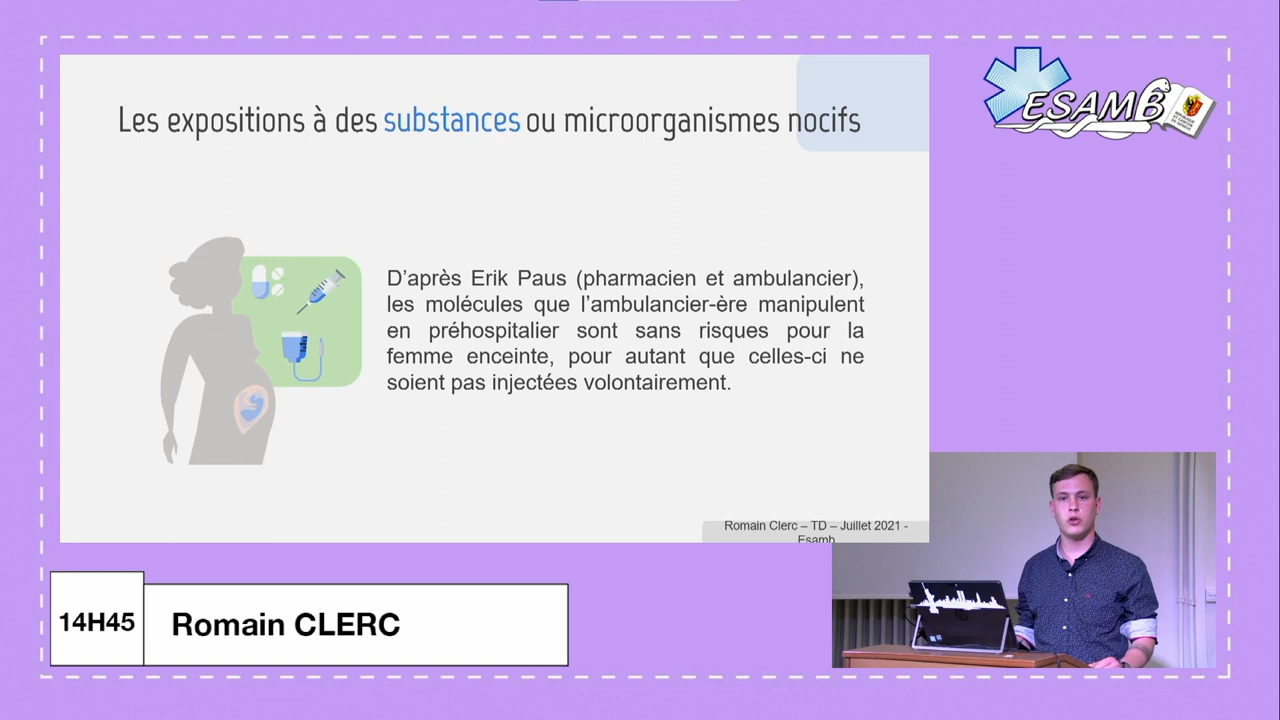 Les expositions à des substances ou microorganismes nocifs
ESAMB
D’après Erik Paus (pharmacien et ambulancier),
les molécules que l’ambulancier-ère manipulent
en préhospitalier sont sans risques pour la
femme enceinte, pour autant que celles-ci ne
soient pas injectées volontairement.
Romain Clerc – TD – Juillet 2021 -
Esamb
14H45
Romain CLERC